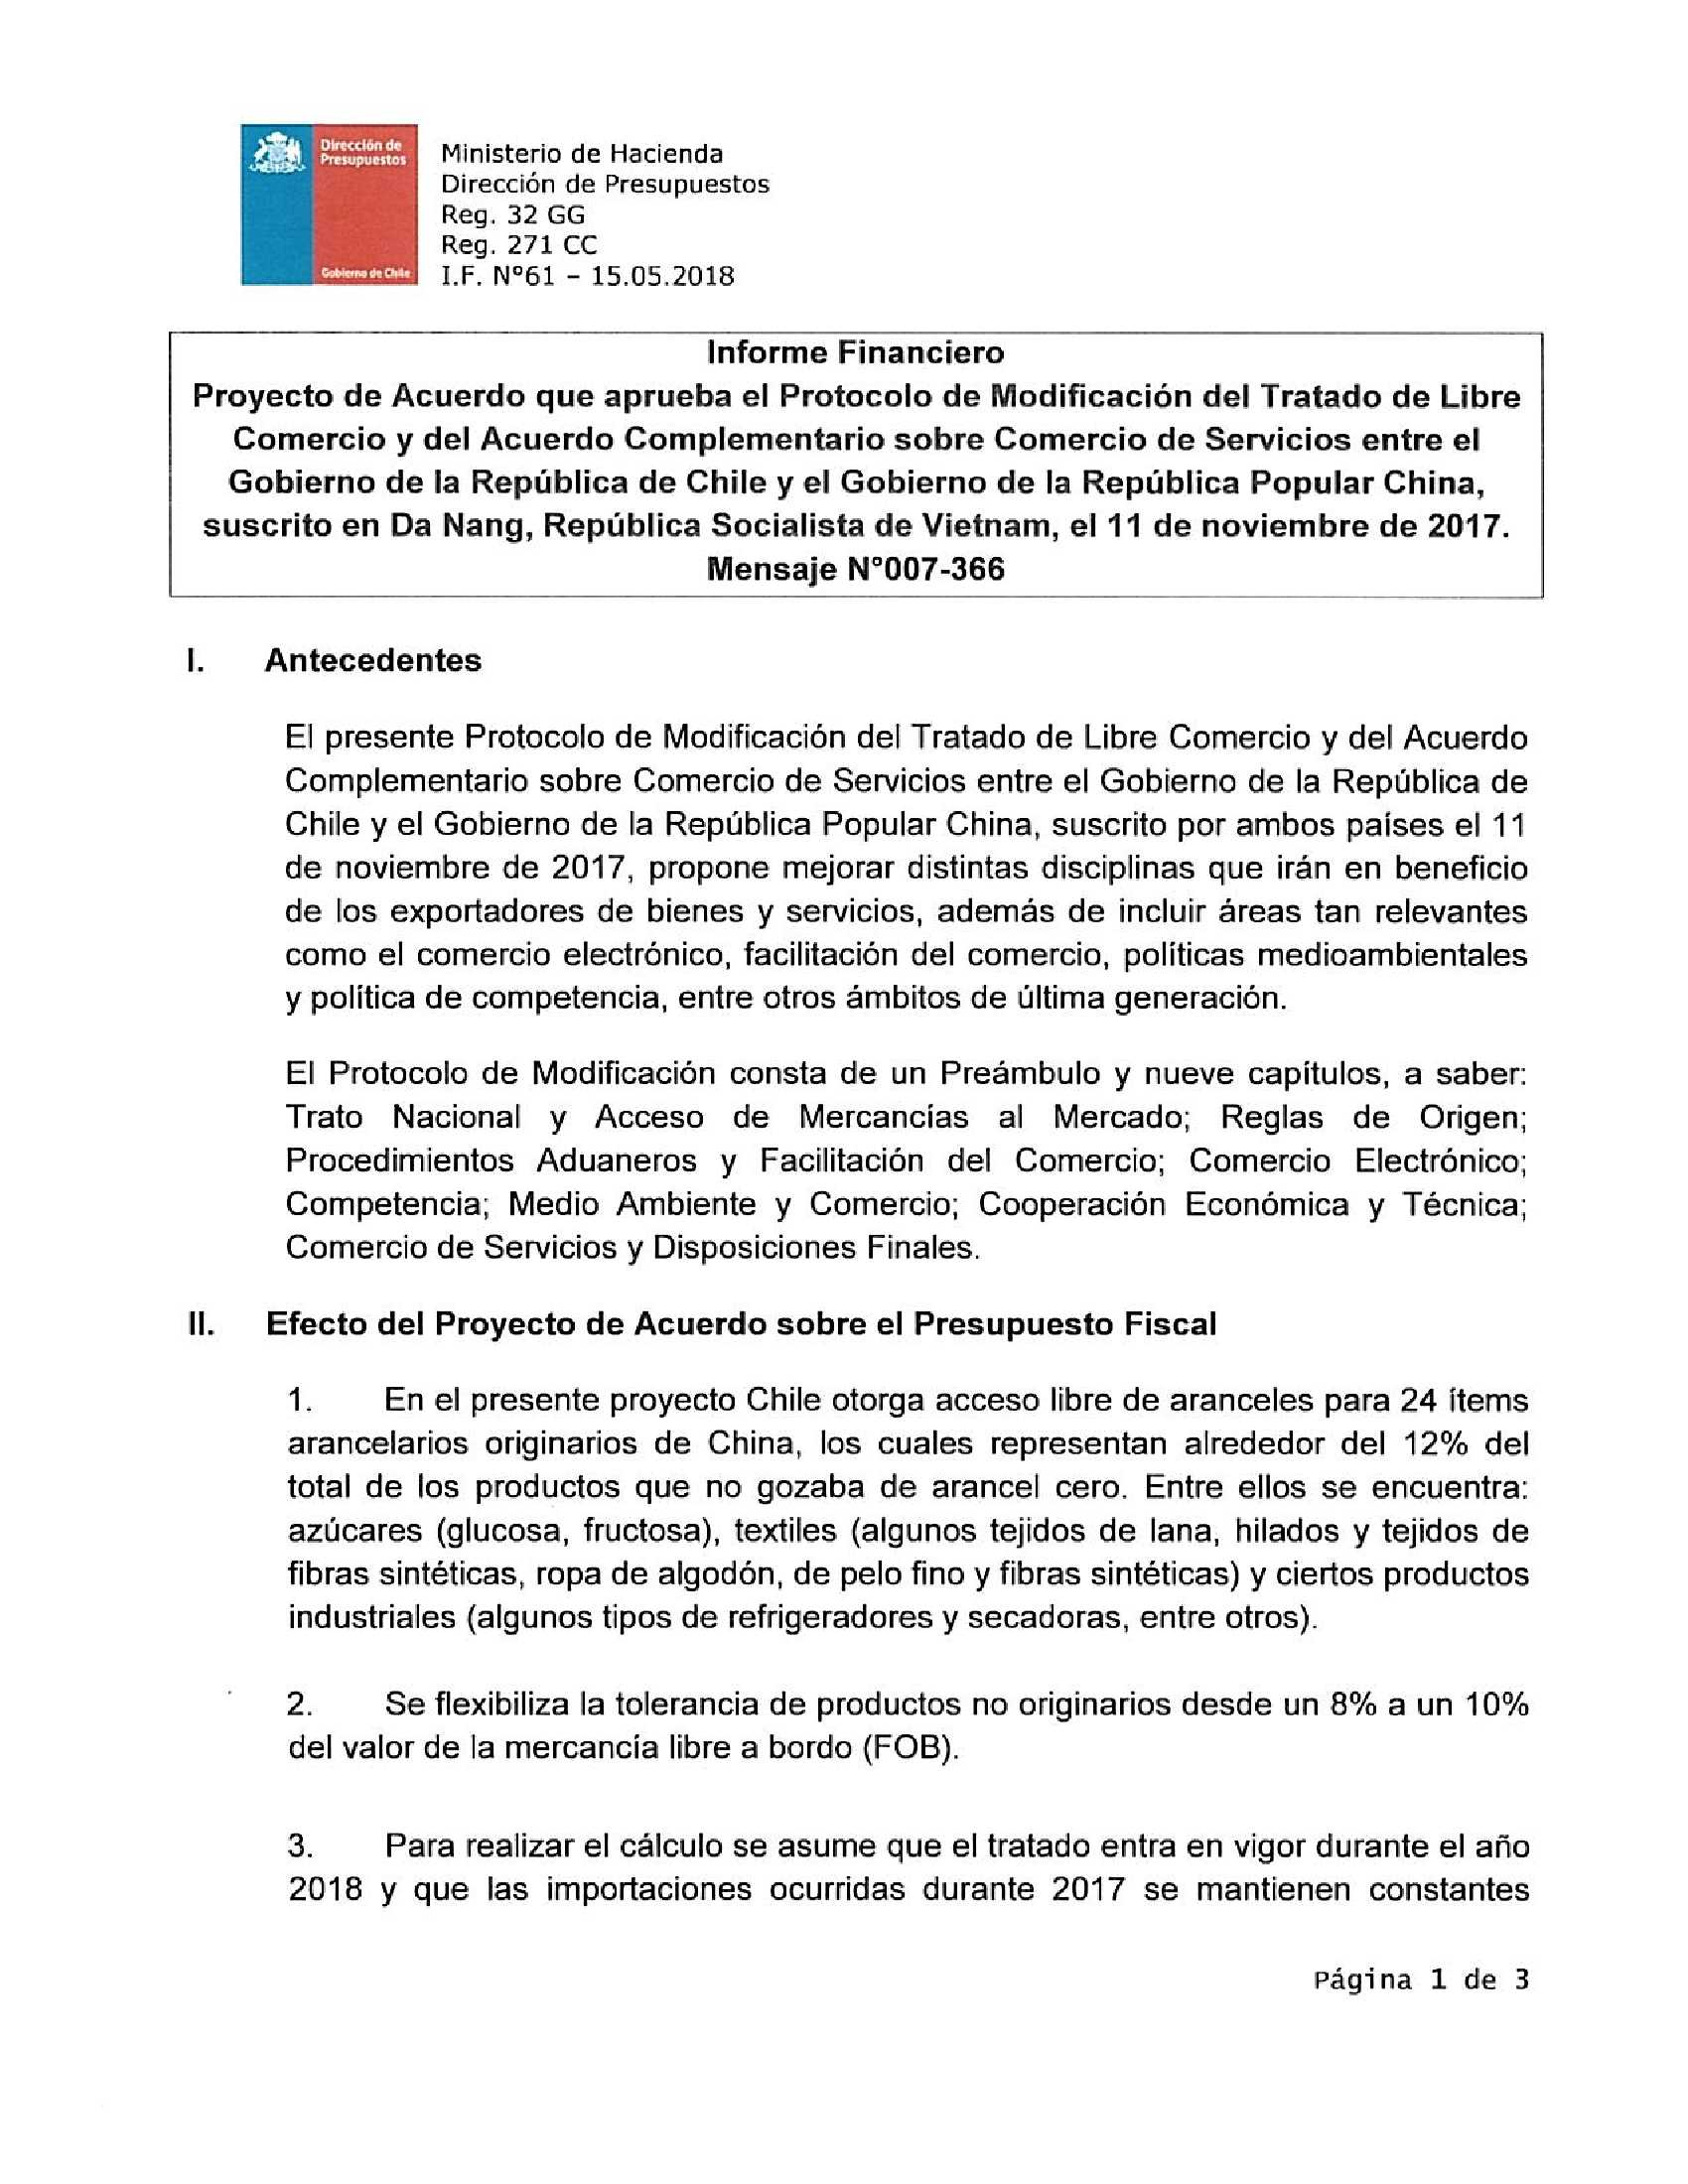 Dirección de
Presupuestos
Gobierno de Chile
Ministerio de Hacienda
Dirección de Presupuestos
Reg. 32 GG
Reg. 271 CC
I.F. N°61 – 15.05.2018
Informe Financiero
Proyecto de Acuerdo que aprueba el Protocolo de Modificación del Tratado de Libre
Comercio y del Acuerdo Complementario sobre Comercio de Servicios entre el
Gobierno de la República de Chile y el Gobierno de la República Popular China,
suscrito en Da Nang, República Socialista de Vietnam, el 11 de noviembre de 2017.
Mensaje N°007-366
I. Antecedentes
El presente Protocolo de Modificación del Tratado de Libre Comercio y del Acuerdo
Complementario sobre Comercio de Servicios entre el Gobierno de la República de
Chile y el Gobierno de la República Popular China, suscrito por ambos países el 11
de noviembre de 2017, propone mejorar distintas disciplinas que irán en beneficio
de los exportadores de bienes y servicios, además de incluir áreas tan relevantes
como el comercio electrónico, facilitación del comercio, políticas medioambientales
y política de competencia, entre otros ámbitos de última generación.
El Protocolo de Modificación consta de un Preámbulo y nueve capítulos, a saber:
Trato Nacional y Acceso de Mercancías al Mercado; Reglas de Origen;
Procedimientos Aduaneros y Facilitación del Comercio; Comercio Electrónico;
Competencia; Medio Ambiente y Comercio; Cooperación Económica y Técnica;
Comercio de Servicios y Disposiciones Finales.
II. Efecto del Proyecto de Acuerdo sobre el Presupuesto Fiscal
1. En el presente proyecto Chile otorga acceso libre de aranceles para 24 ítems
arancelarios originarios de China, los cuales representan alrededor del 12% del
total de los productos que no gozaba de arancel cero. Entre ellos se encuentra:
azúcares (glucosa, fructosa), textiles (algunos tejidos de lana, hilados y tejidos de
fibras sintéticas, ropa de algodón, de pelo fino y fibras sintéticas) y ciertos productos
industriales (algunos tipos de refrigeradores y secadoras, entre otros).
2. Se flexibiliza la tolerancia de productos no originarios desde un 8% a un 10%
del valor de la mercancía libre a bordo (FOB).
3. Para realizar el cálculo se asume que el tratado entra en vigor durante el año
2018 y que las importaciones ocurridas durante 2017 se mantienen constantes
Página 1 de 3